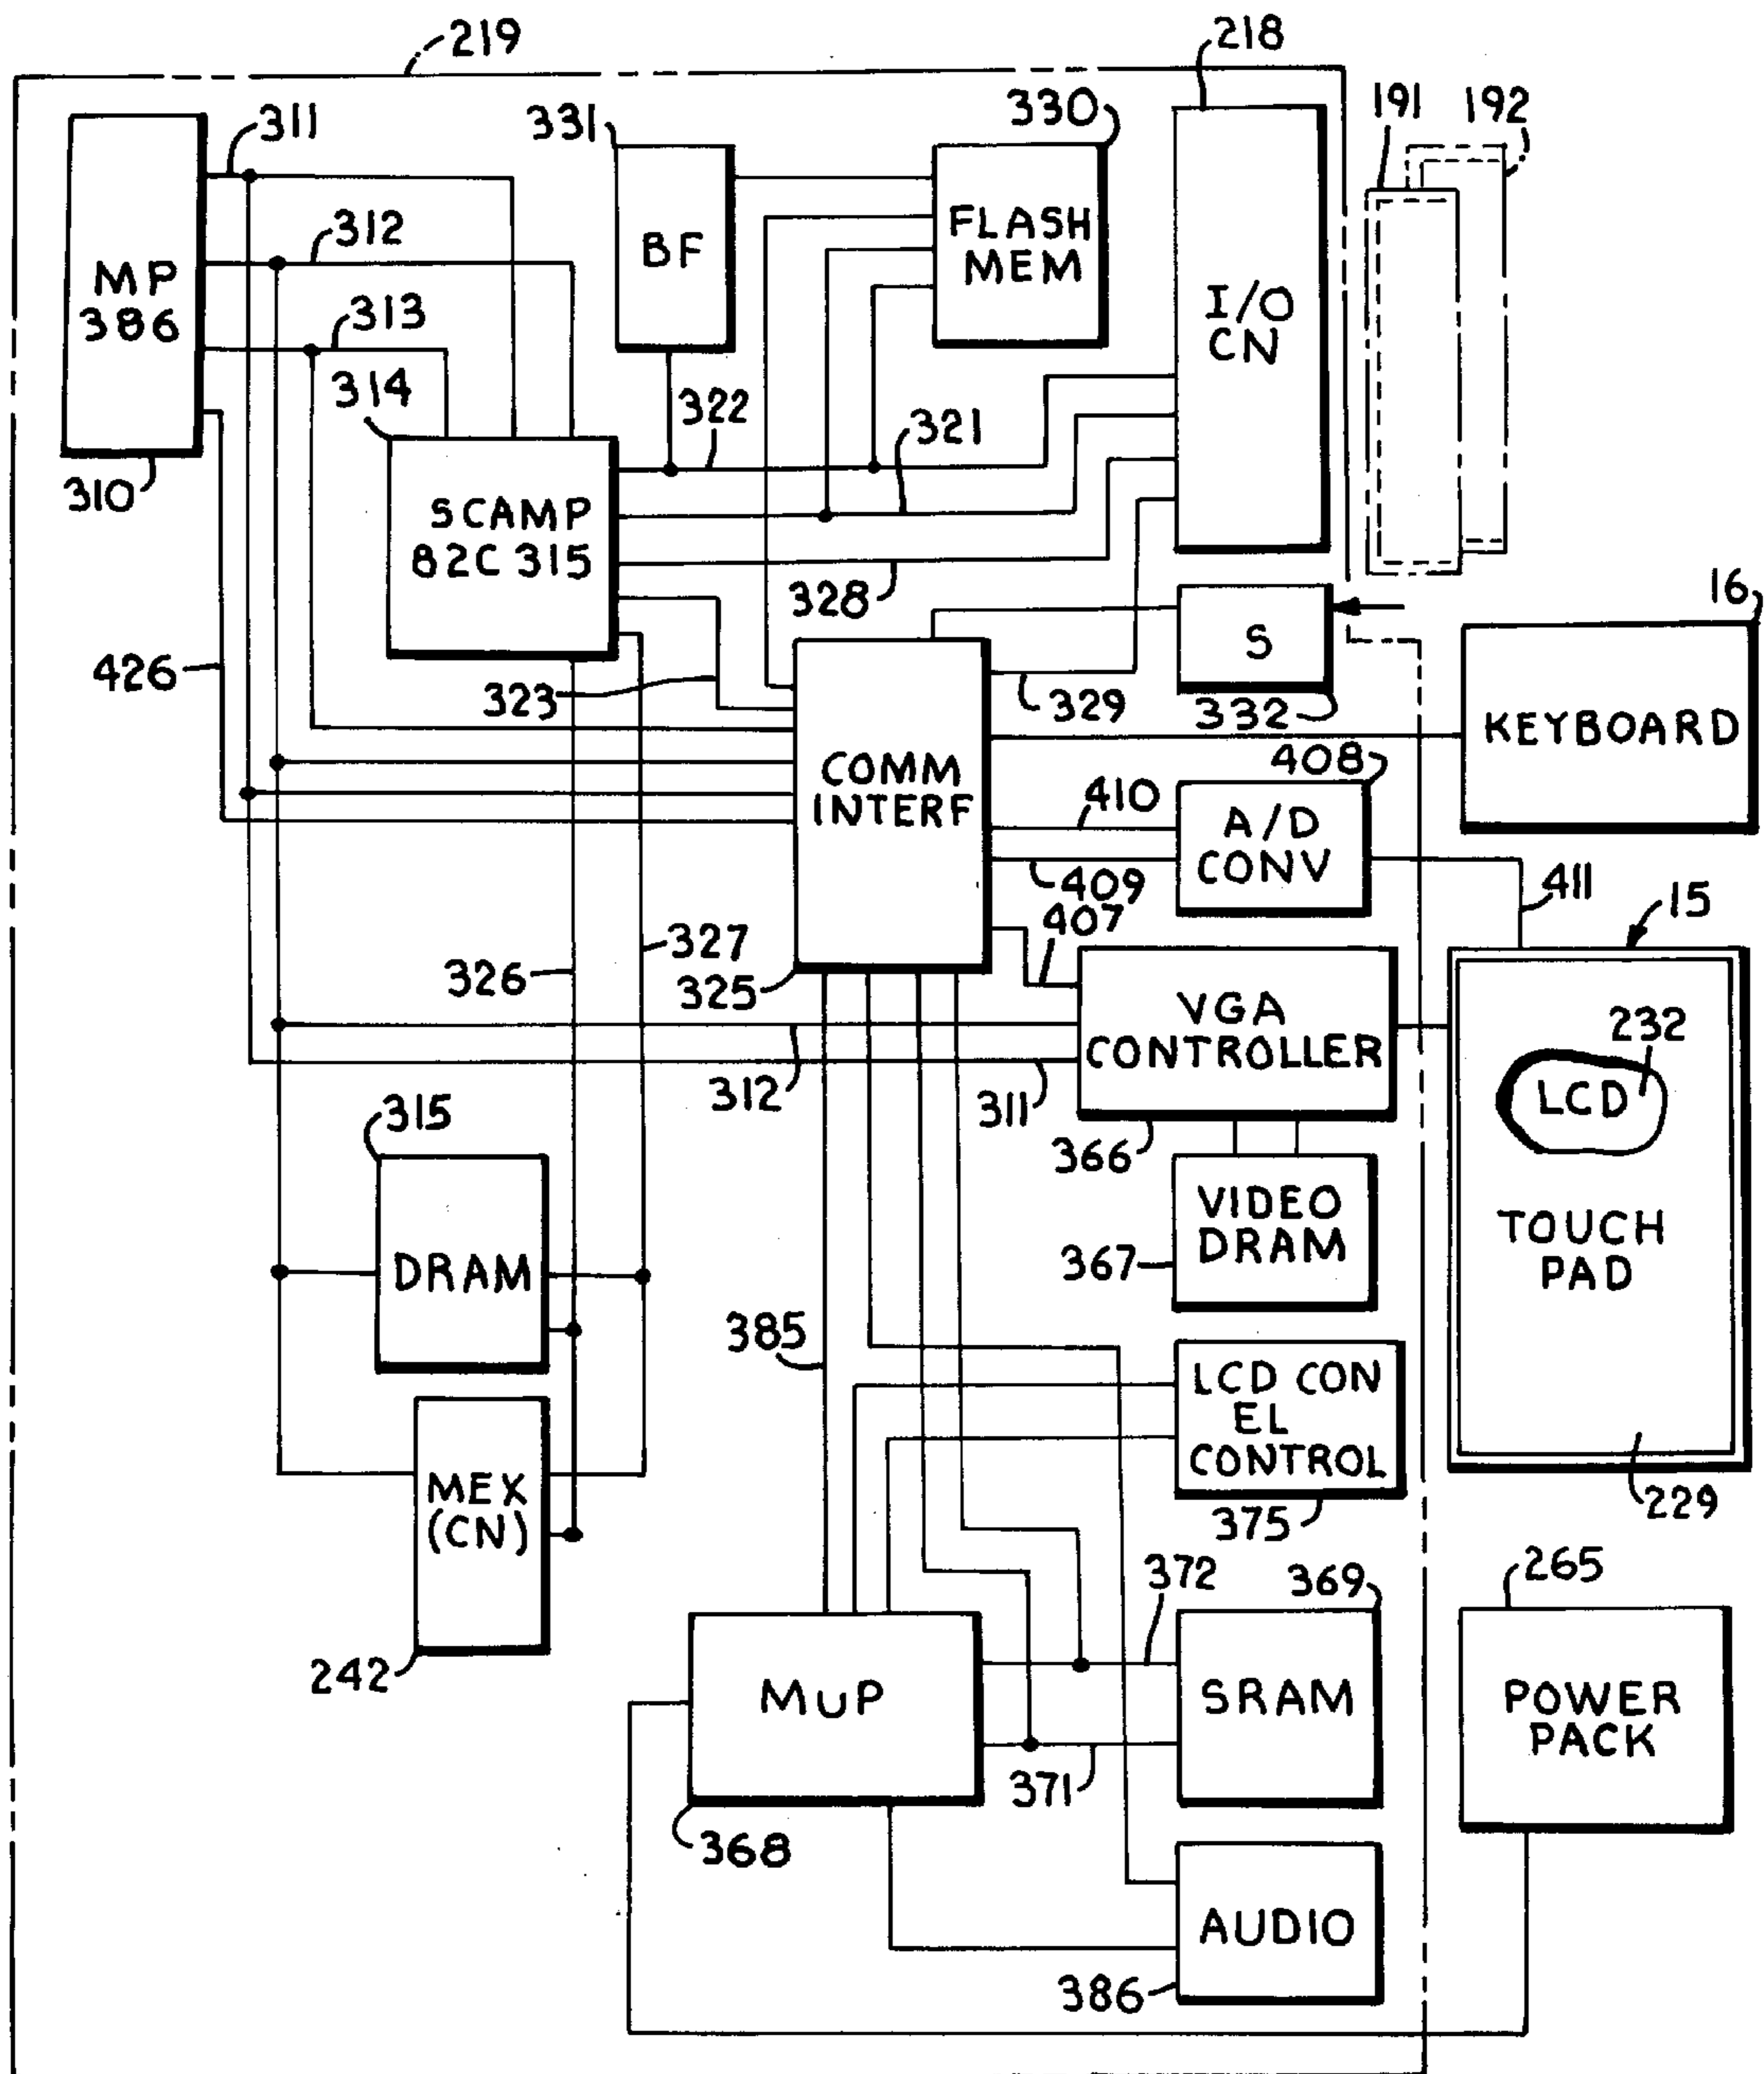 219
218
191
192
311
331
330
MP
386
312
BF
FLASH
MEM
I/O
CN
313
314
322
321
310
SCAMP
82C 315
328
16
426
323
329
S
332
KEYBOARD
COMM
INTERF
408
410
A/D
CONV
409
411
407
15
327
326
325
VGA
CONTROLLER
232
LCD
312
311
315
366
VIDEO
DRAM
367
TOUCH
PAD
DRAM
385
LCD CON
EL
CONTROL
MEX
(CN)
375
229
372
369
265
242
MUP
SRAM
POWER
PACK
371
368
AUDIO
386